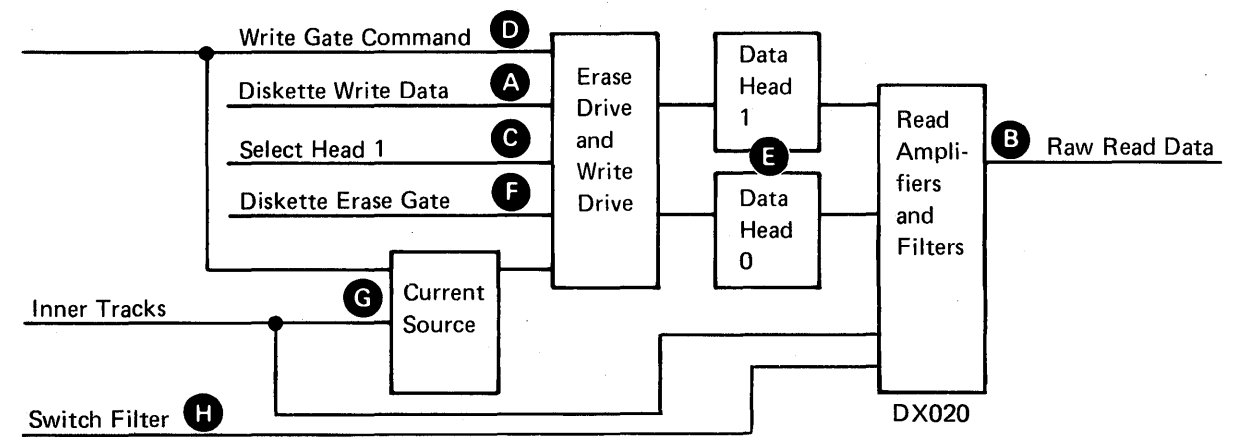 Write Gate Command D
Diskette Write Data A
Select Head 1 C
Diskette Erase Gate F
Erase
Drive
and
Write
Drive
Data
Head
1
E
Data
Head
0
Read
Ampli-
fiers
and
Filters
B Raw Read Data
Inner Tracks
G
Current
Source
Switch Filter H
DX020